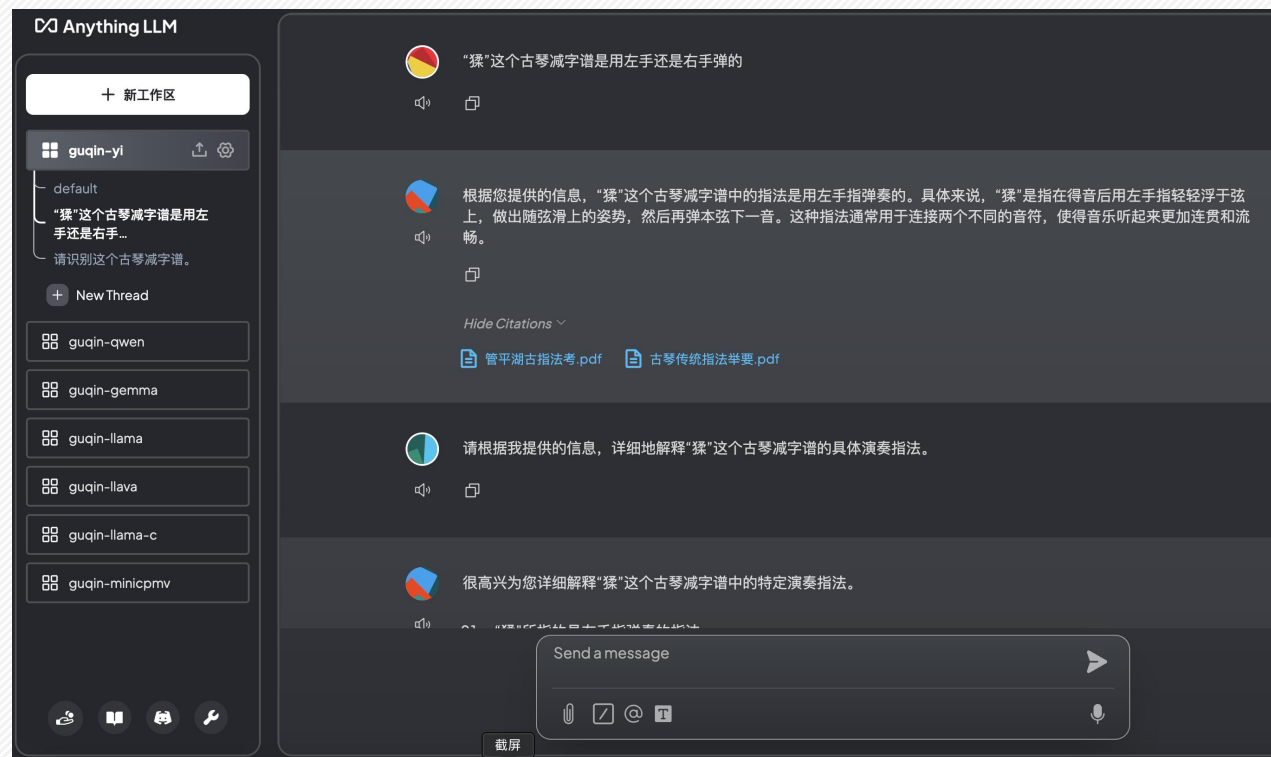 Anything LLM
新工作区
guqin-yi
default
“猱”这个古琴减字谱是用左
手还是右手...
请识别这个古琴减字谱。
New Thread
guqin-qwen
guqin-gemma
guqin-llama
guqin-llava
guqin-llama-c
guqin-minicpmv
“猱”这个古琴减字谱是用左手还是右手弹的
根据您提供的信息，“猱”这个古琴减字谱中的指法是用左手指弹奏的。具体来说，“猱”是指在得音后用左手指轻轻浮于弦
上，做出随弦滑上的姿势，然后再弹本弦下一音。这种指法通常用于连接两个不同的音符，使得音乐听起来更加连贯和流
畅。
Hide Citations
管平湖古指法考.pdf 古琴传统指法举要.pdf
请根据我提供的信息，详细地解释“猱”这个古琴减字谱的具体演奏指法。
很高兴为您详细解释“猱”这个古琴减字谱中的特定演奏指法。
Send a message
截屏